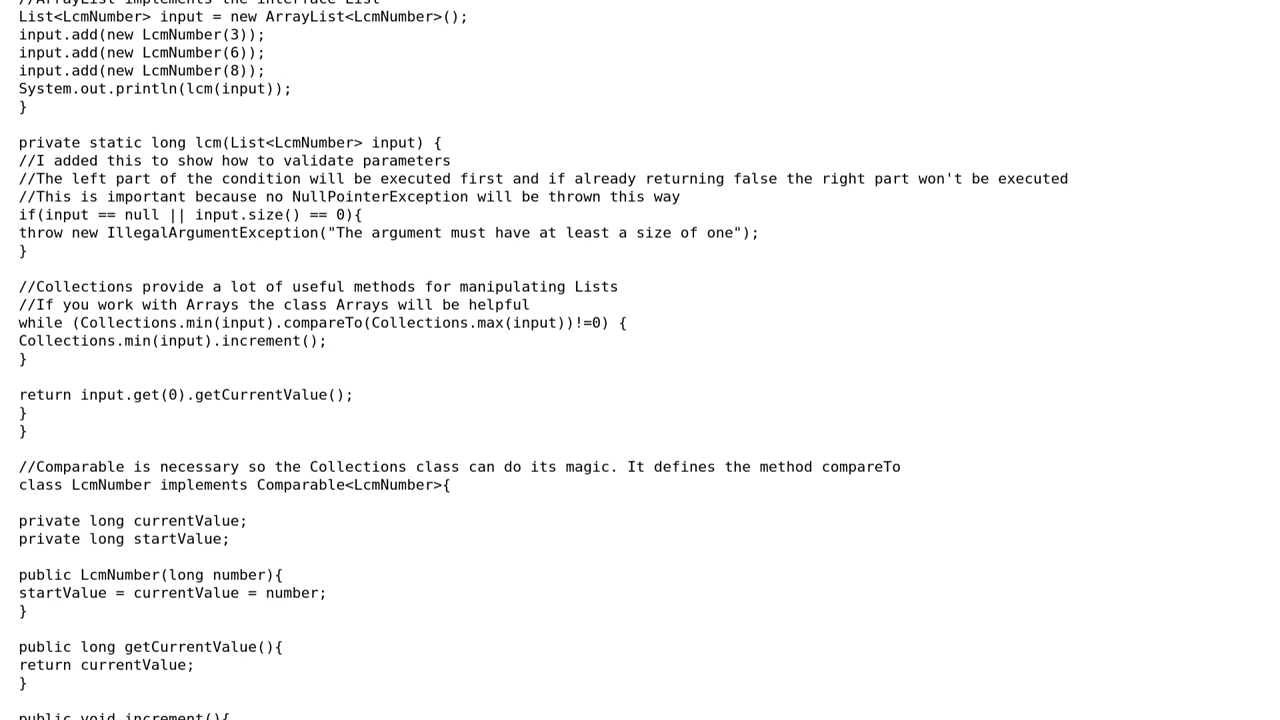 //ArrayList implements the interface List
List<LcmNumber> input = new ArrayList<LcmNumber>();
input.add(new LcmNumber(3));
input.add(new LcmNumber(6));
input.add(new LcmNumber(8));
System.out.println(lcm(input));
}
private static long lcm(List<LcmNumber> input) {
//I added this to show how to validate parameters
//The left part of the condition will be executed first and if already returning false the right part won't be executed
//This is important because no NullPointerException will be thrown this way
if(input == null || input.size() == 0){
throw new IllegalArgumentException("The argument must have at least a size of one");
}
//Collections provide a lot of useful methods for manipulating Lists
//If you work with Arrays the class Arrays will be helpful
while (Collections.min(input).compareTo(Collections.max(input))!=0) {
Collections.min(input).increment();
}
return input.get(0).getCurrentValue();
}
}
//Comparable is necessary so the Collections class can do its magic. It defines the method compareTo
class LcmNumber implements Comparable<LcmNumber>{
private long currentValue;
private long startValue;
public LcmNumber(long number){
startValue = currentValue = number;
}
public long getCurrentValue(){
return currentValue;
}
public void increment(){